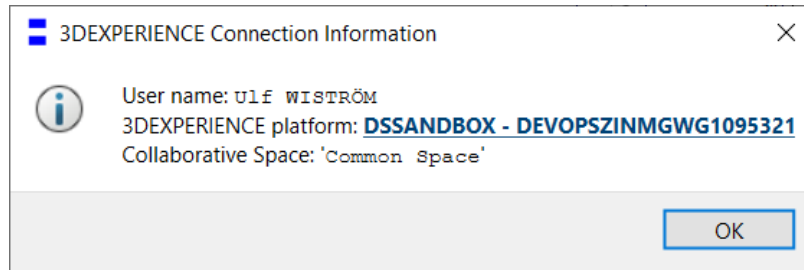 3DEXPERIENCE Connection Information
User name: Ulf WISTRÖM
3DEXPERIENCE platform: DSSANDBOX - DEVOPSZINMGWG1095321
Collaborative Space: 'Common Space'
OK